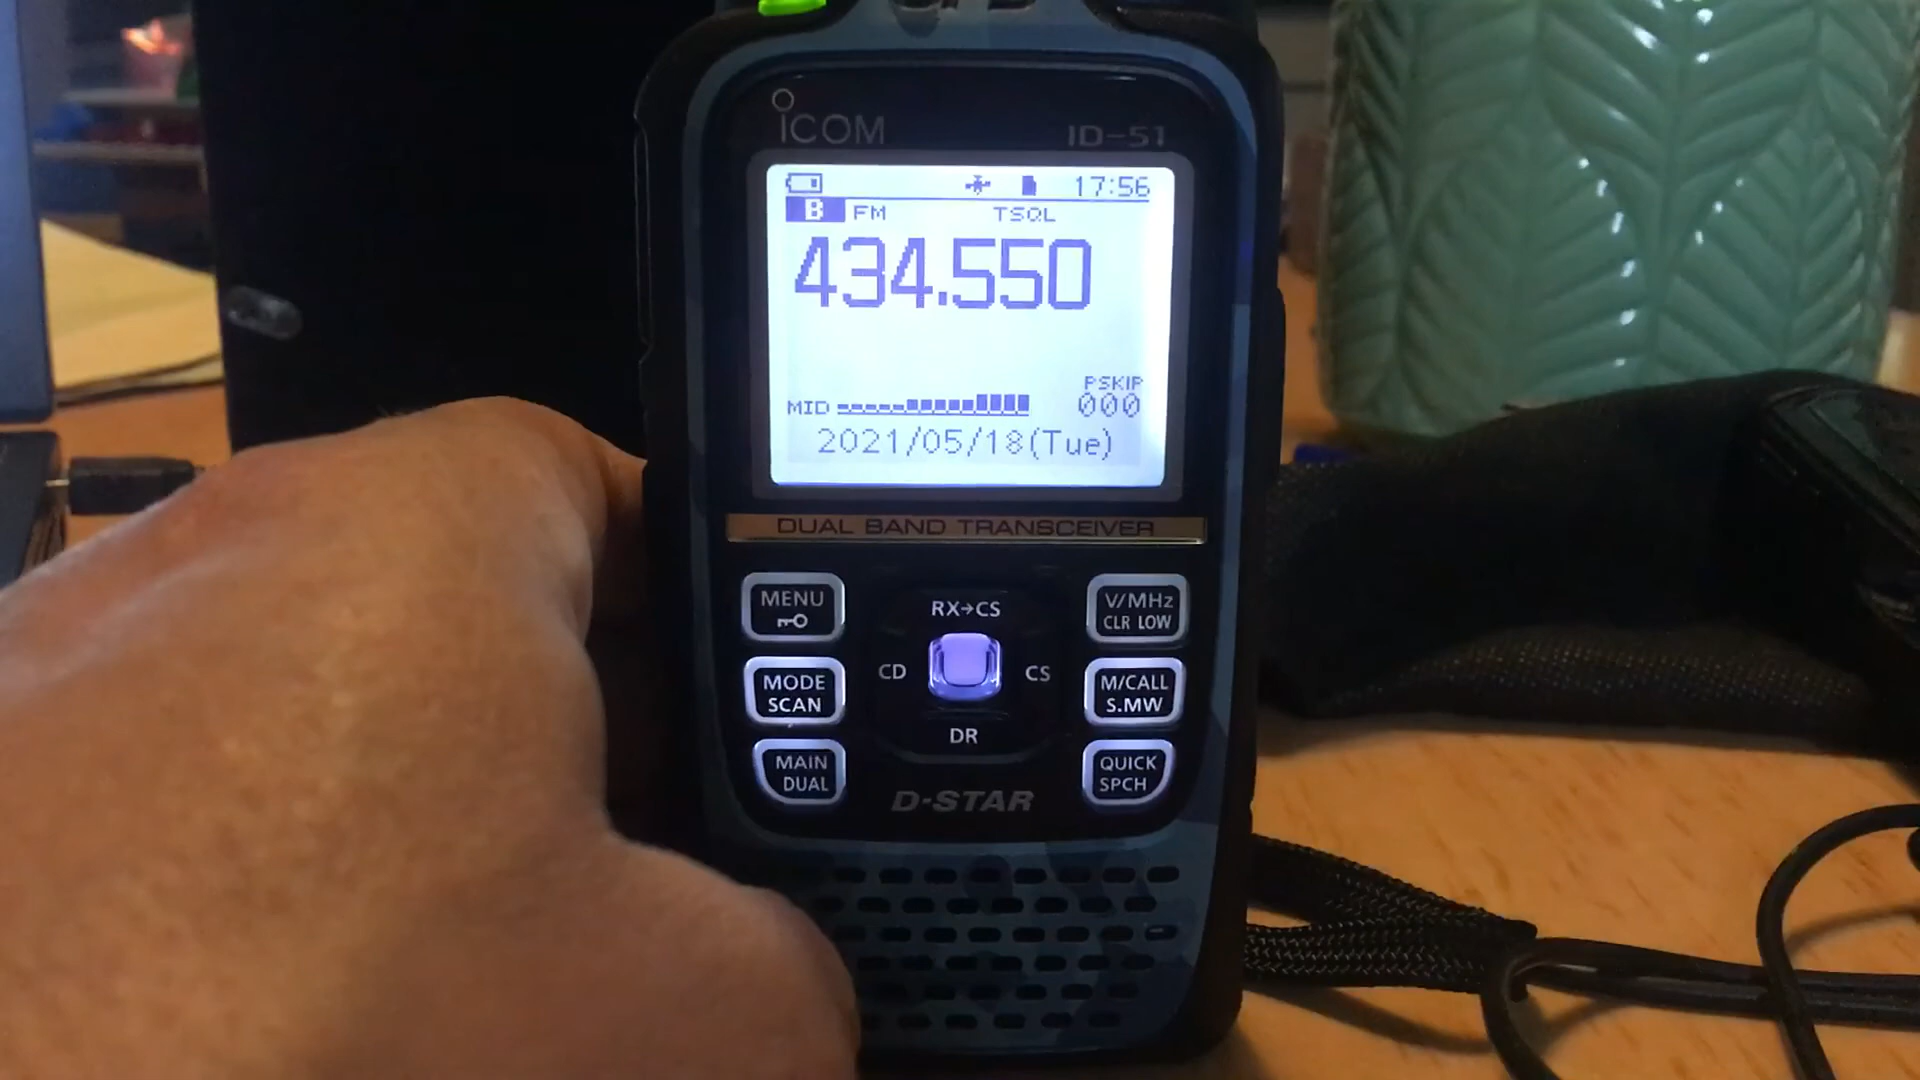 ICOM ID-51
17:56
B FM TSQL
434.550
PSKIP
MID 000
2021/05/18(Tue)
DUAL BAND TRANSCEIVER
MENU
RX→CS
V/MHz
CLR LOW
MODE
SCAN
CD
CS
M/CALL
S.MW
DR
MAIN
DUAL
QUICK
SPCH
D-STAR